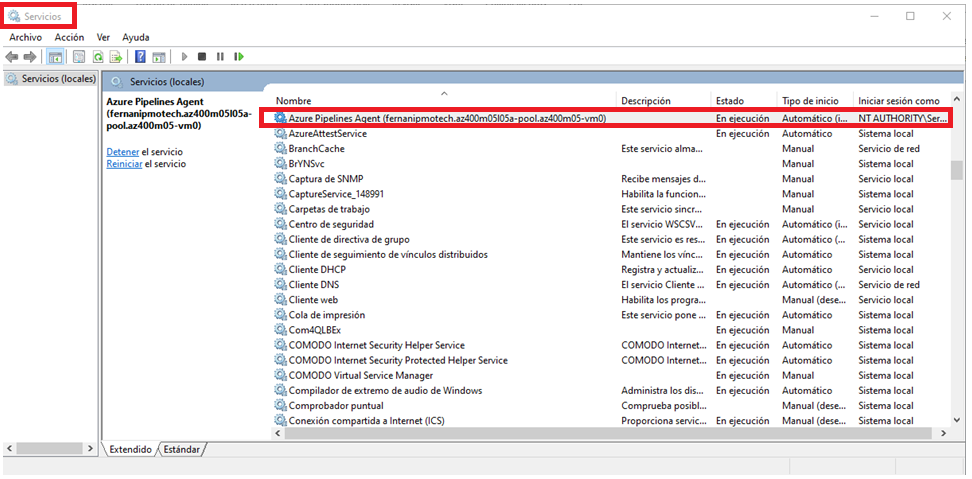 Servicios
Archivo Acción Ver Ayuda
Servicios (locales)
Servicios (locales)
Azure Pipelines Agent
(fernanipmotech.az400m05l05a-
pool.az400m05-vm0)
Detener el servicio
Reiniciar el servicio
Nombre Descripción Estado Tipo de inicio Iniciar sesión como
Azure Pipelines Agent (fernanipmotech.az400m05l05a-pool.az400m05-vm0) En ejecución Automático (i... NT AUTHORITY\Ser...
AzureAttestService En ejecución Automático Sistema local
BranchCache Este servicio alma... Manual Servicio de red
BrYNSvc Manual Sistema local
Captura de SNMP Recibe mensajes d... Manual Servicio local
CaptureService_148991 Habilita la funcion... Manual Sistema local
Carpetas de trabajo Este servicio sincr... Manual Servicio local
Centro de seguridad El servicio WSCSV... En ejecución Automático (i... Servicio local
Cliente de directiva de grupo Este servicio es res... En ejecución Automático (... Sistema local
Cliente de seguimiento de vínculos distribuidos Mantiene los vínc... En ejecución Automático Sistema local
Cliente DHCP Registra y actualiz... En ejecución Automático Servicio local
Cliente DNS El servicio Cliente ... En ejecución Automático (i... Servicio de red
Cliente web Habilita los progra... Manual (dese... Servicio local
Cola de impresión Este servicio pone ... En ejecución Automático Sistema local
Com4QLBEx En ejecución Manual Sistema local
COMODO Internet Security Helper Service COMODO Internet... En ejecución Automático Sistema local
COMODO Internet Security Protected Helper Service COMODO Internet... En ejecución Automático Sistema local
COMODO Virtual Service Manager En ejecución Manual Sistema local
Compilador de extremo de audio de Windows Administra los dis... En ejecución Automático Sistema local
Comprobador puntual Comprueba posibl... Manual (dese... Sistema local
Conexión compartida a Internet (ICS) Proporciona servic... En ejecución Manual (dese... Sistema local
Extendido Estándar